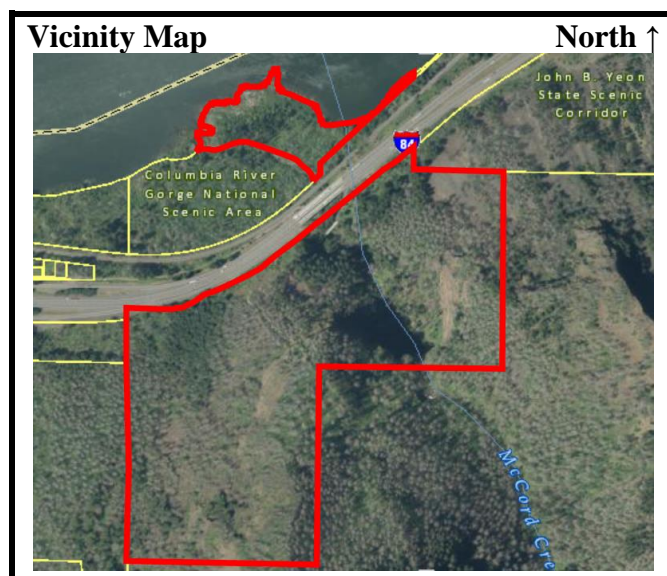 Vicinity Map North ↑
John B. Yeon
State Scenic
Corridor
84
Columbia River
Gorge National
Scenic Area
McCord Cre